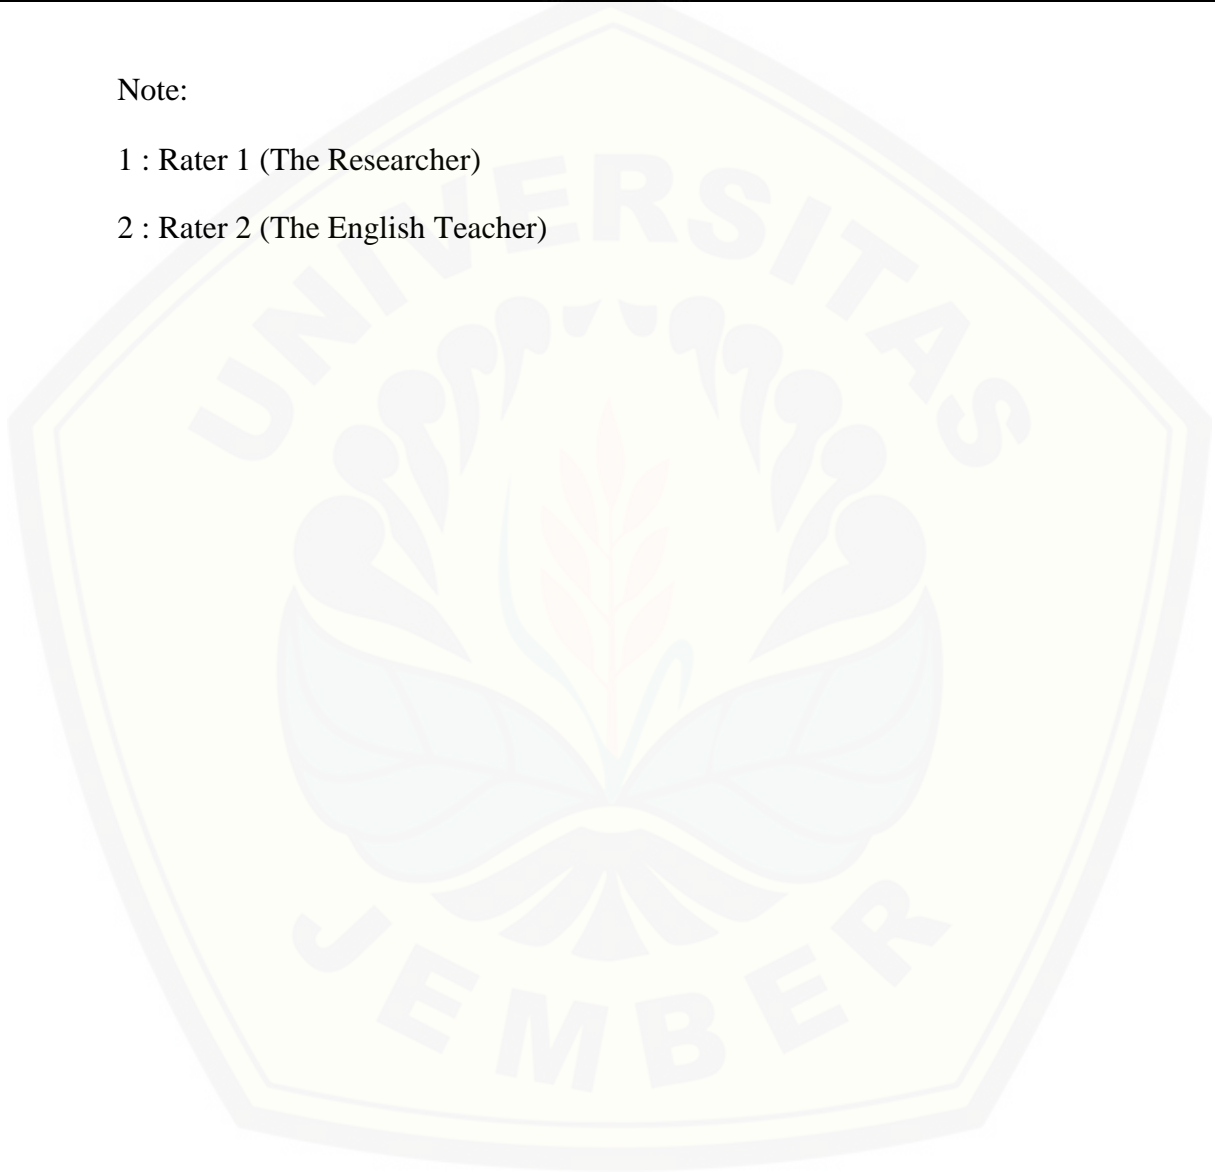 Note:
1 : Rater 1 (The Researcher)
2 : Rater 2 (The English Teacher)
UNIVERSITAS
JEMBER